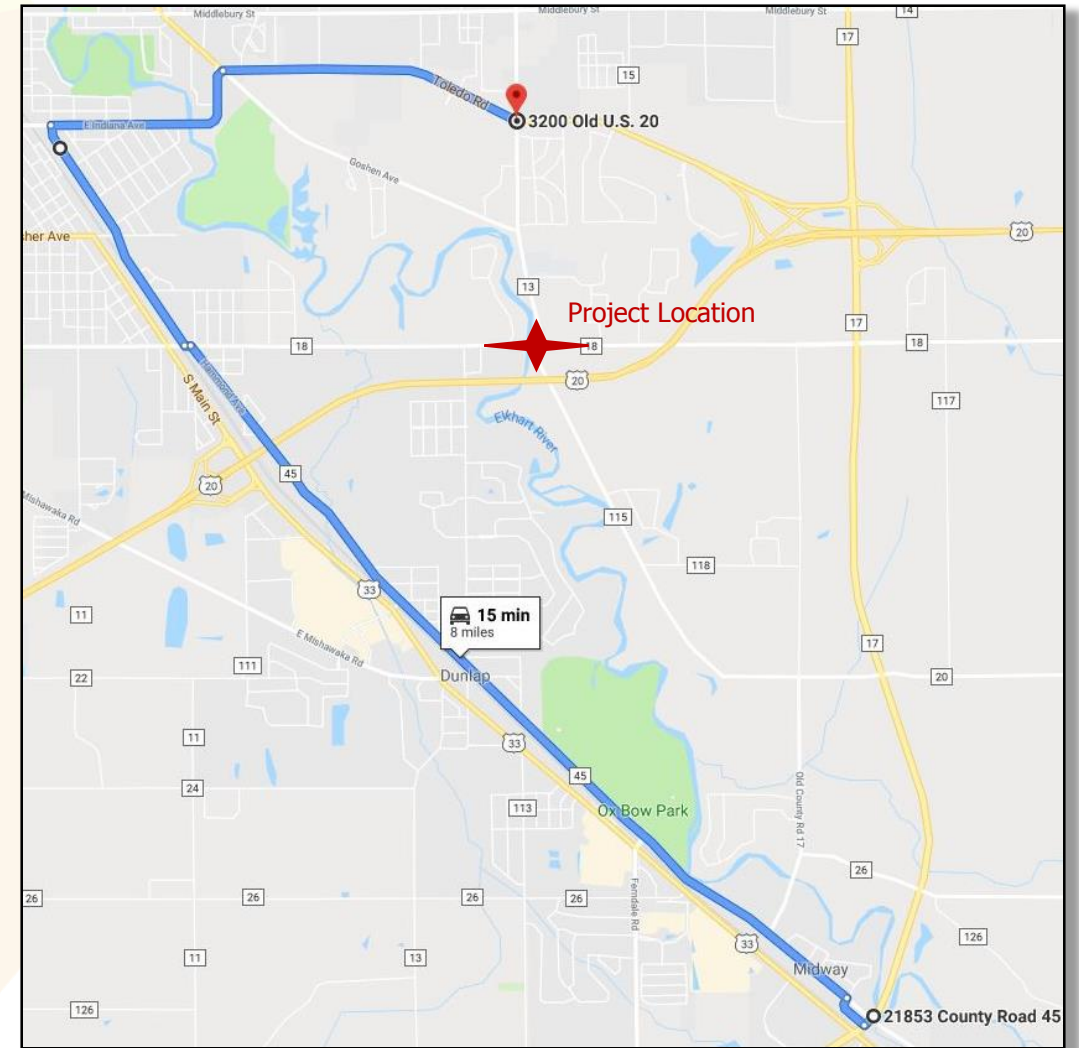 Middlebury St
Middlebury St
Middlebury St
14
17
15
Toledo Rd
3200 Old U.S. 20
E Indiana Ave
Goshen Ave
her Ave
20
13
Project Location
17
18
18
18
20
S Main St
Hammond Ave
117
Elkhart River
45
20
Mishawaka Rd
115
118
33
15 min
8 miles
11
E Mishawaka Rd
17
111
Dunlap
22
20
11
33
45
24
Old County Rd 17
113
Ox Bow Park
26
Ferndale Rd
26
26
26
26
126
33
11
13
Midway
126
21853 County Road 45